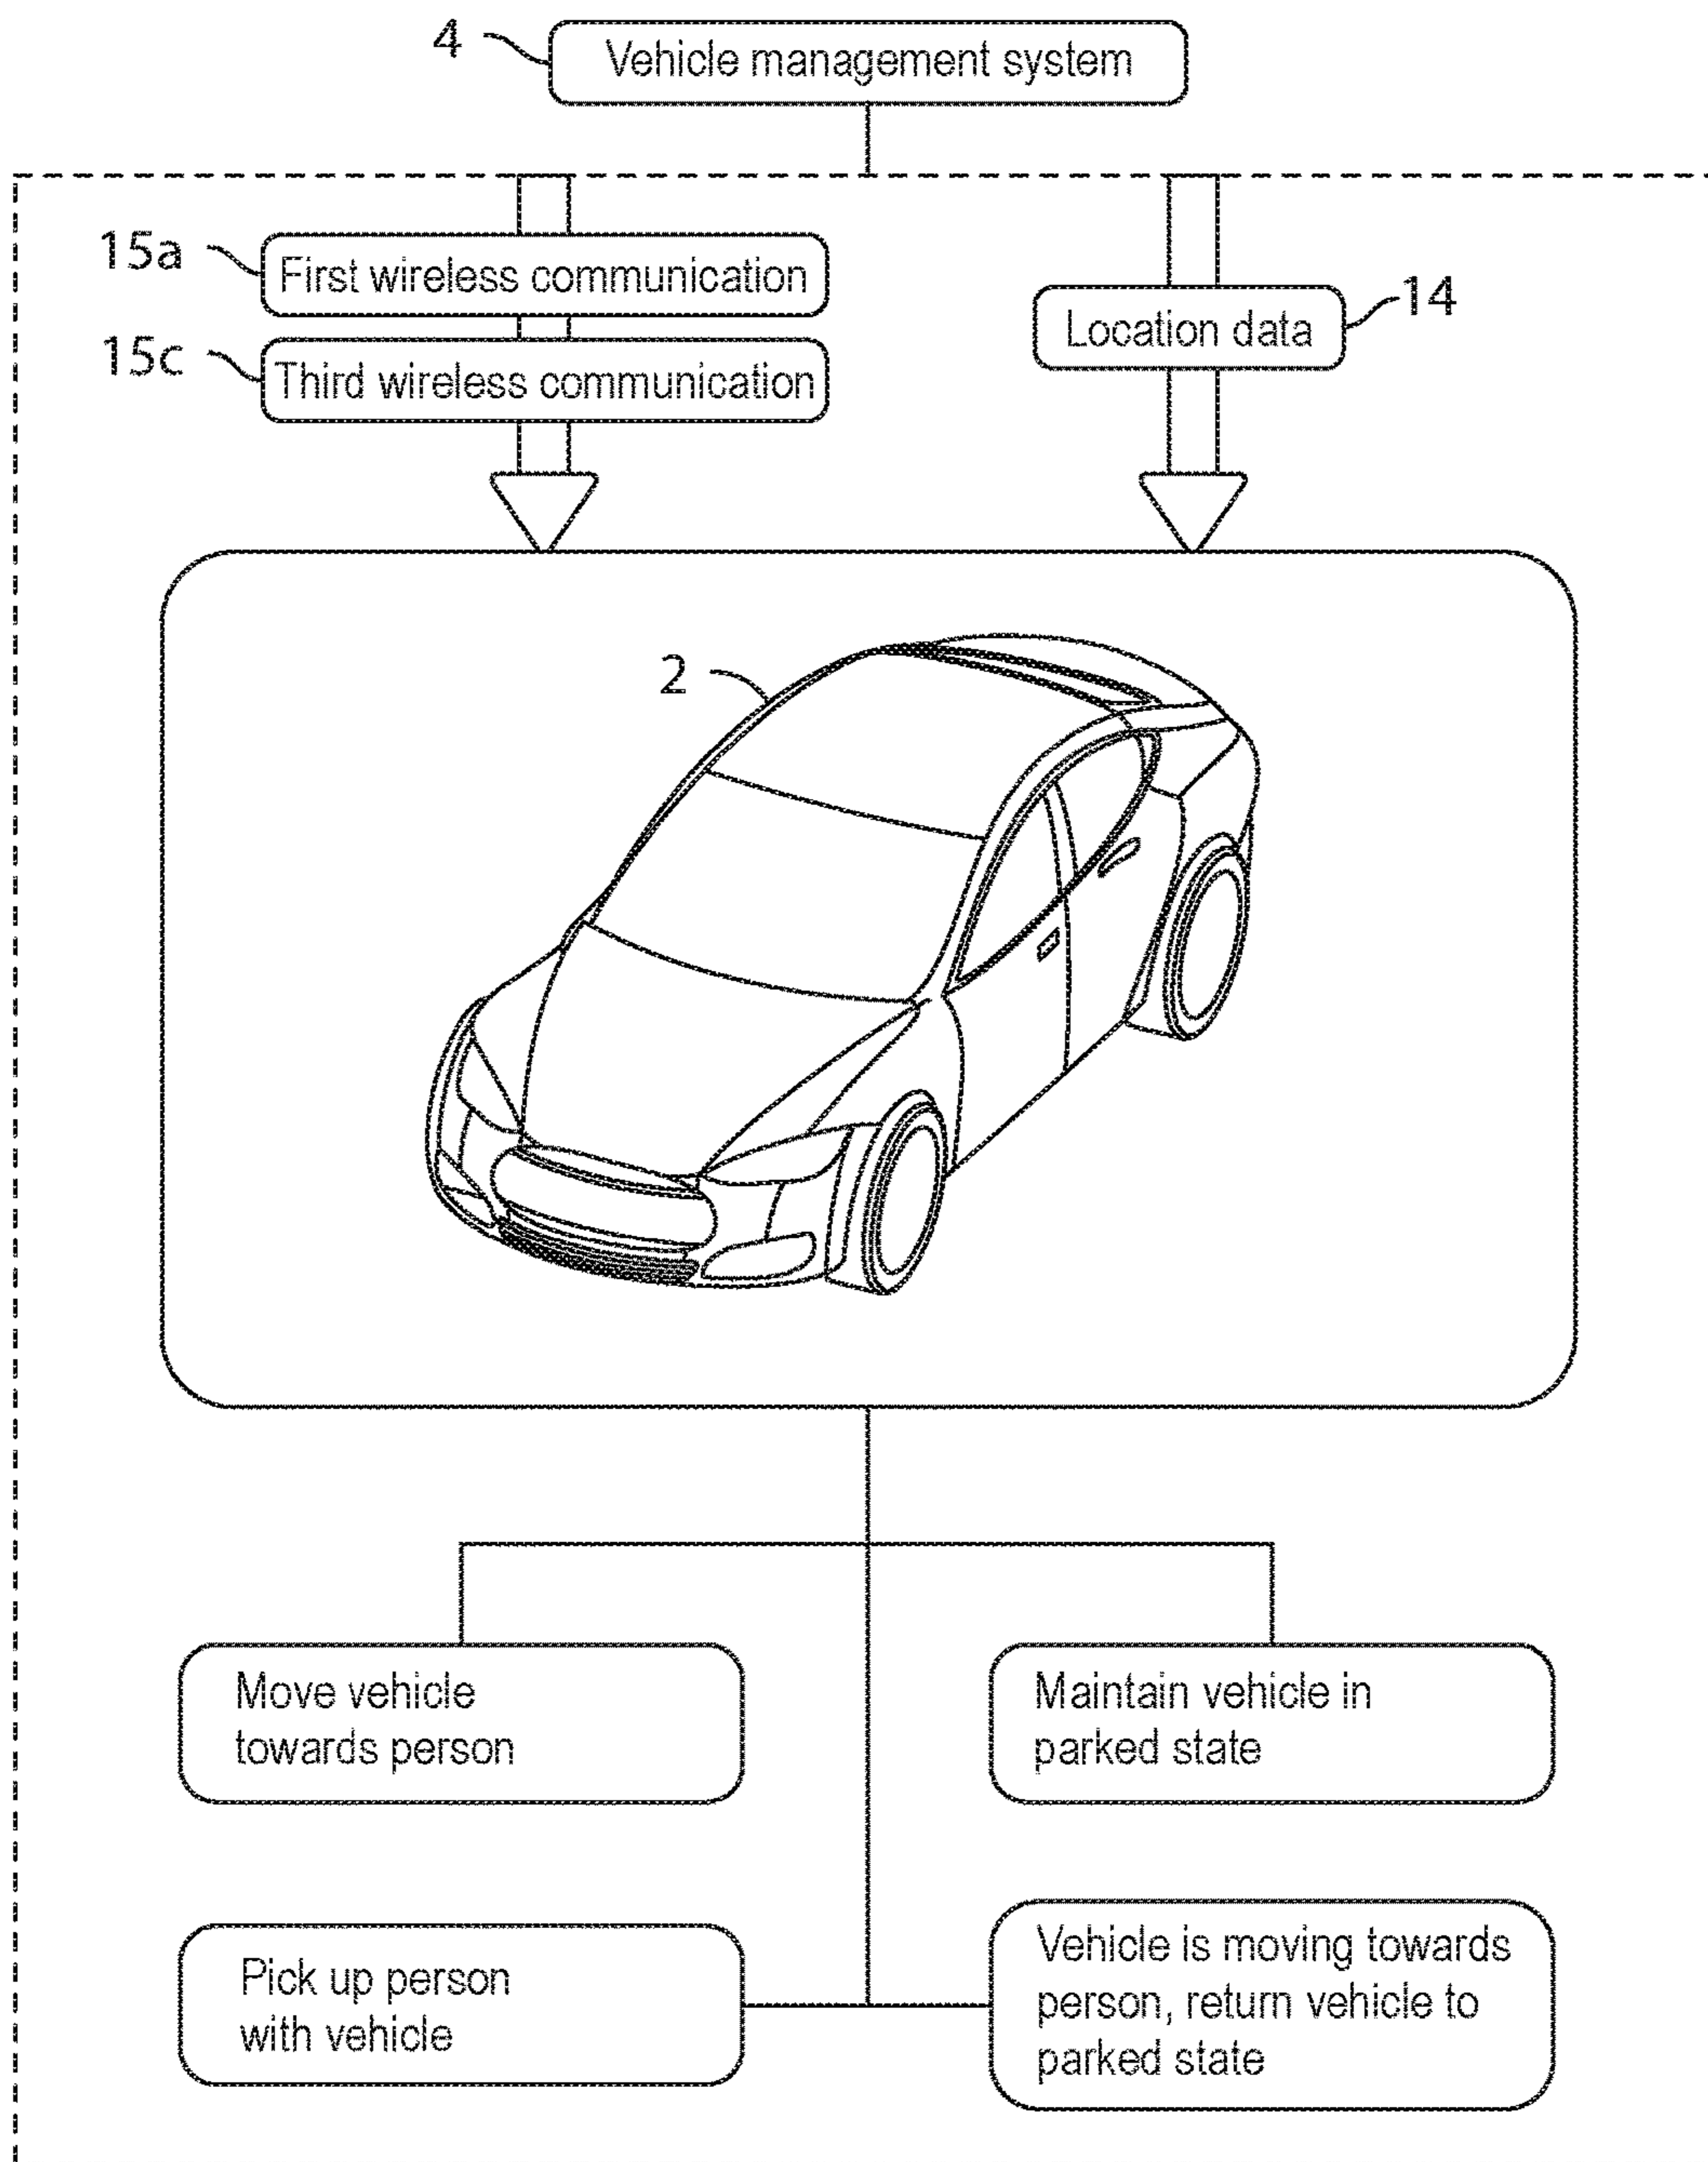 4
Vehicle management system
15a
First wireless communication
14
Location data
15c
Third wireless communication
2
Move vehicle
towards person
Maintain vehicle in
parked state
Pick up person
with vehicle
Vehicle is moving towards
person, return vehicle to
parked state